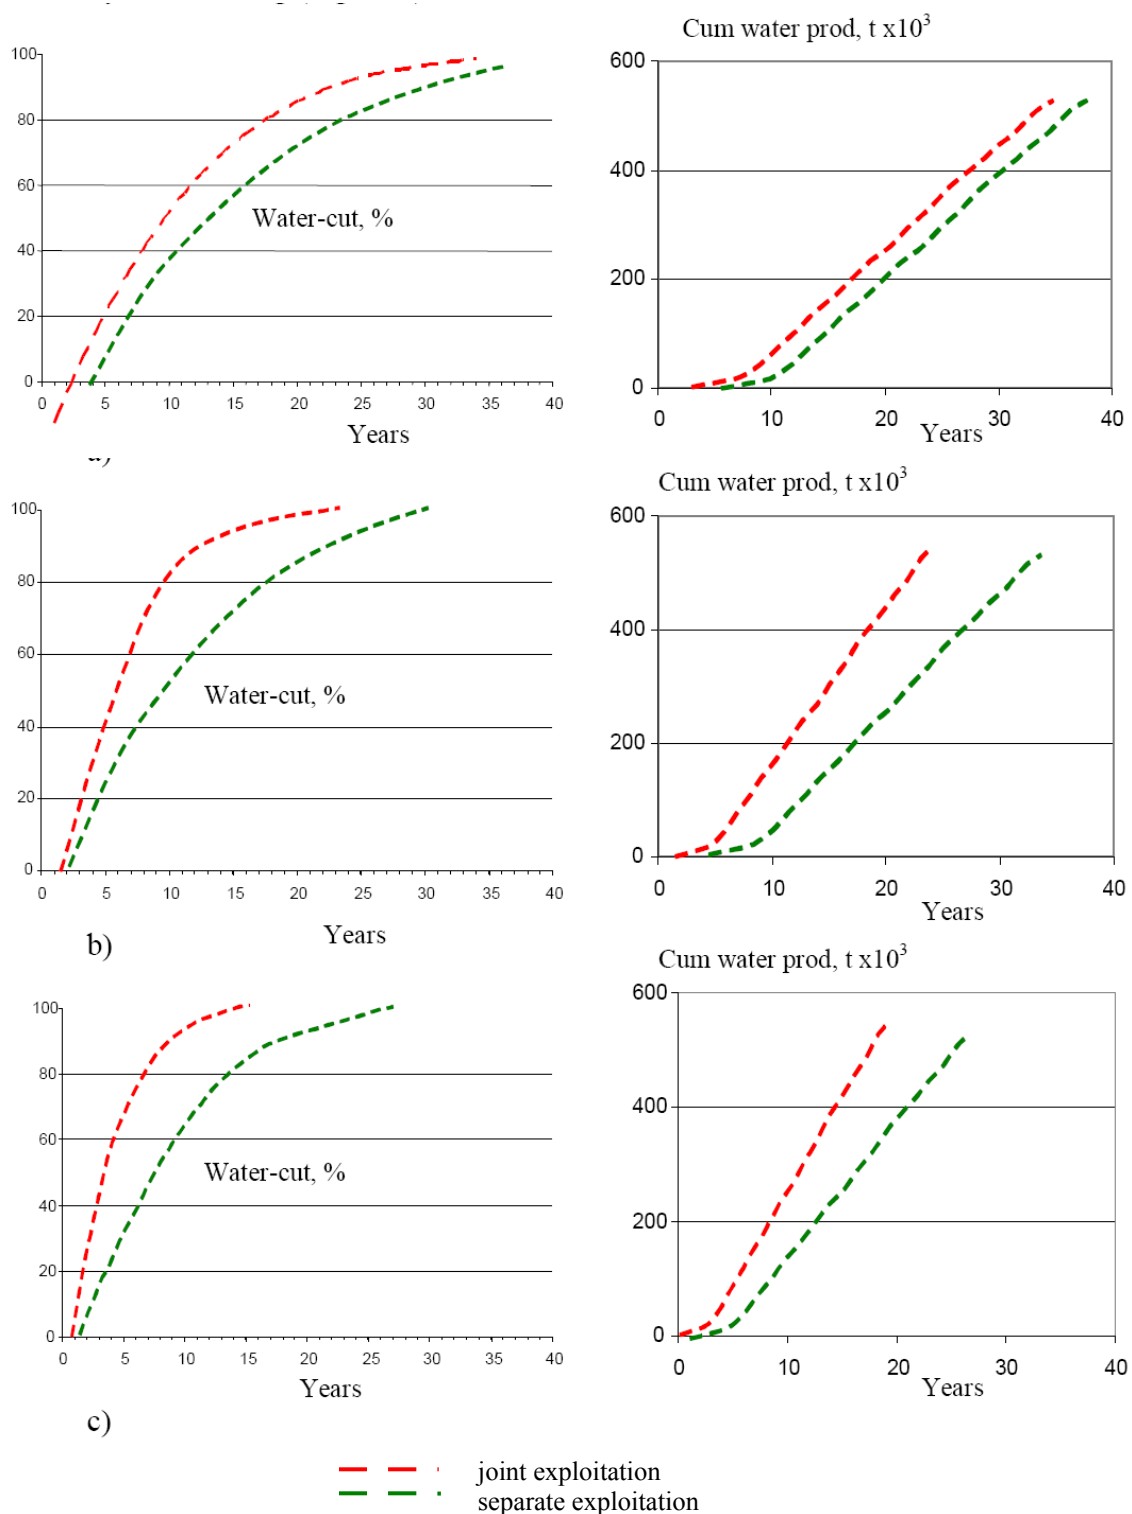 Cum water prod, t x10³
100
80
60
40
20
0
0 5 10 15 20 25 30 35 40
Water-cut, %
Years
600
400
200
0
0 10 20 30 40
Years
a)
Cum water prod, t x10³
100
80
60
40
20
0
0 5 10 15 20 25 30 35 40
Water-cut, %
Years
600
400
200
0
0 10 20 30 40
Years
b)
Cum water prod, t x10³
100
80
60
40
20
0
0 5 10 15 20 25 30 35 40
Water-cut, %
Years
600
400
200
0
0 10 20 30 40
Years
c)
joint exploitation
separate exploitation